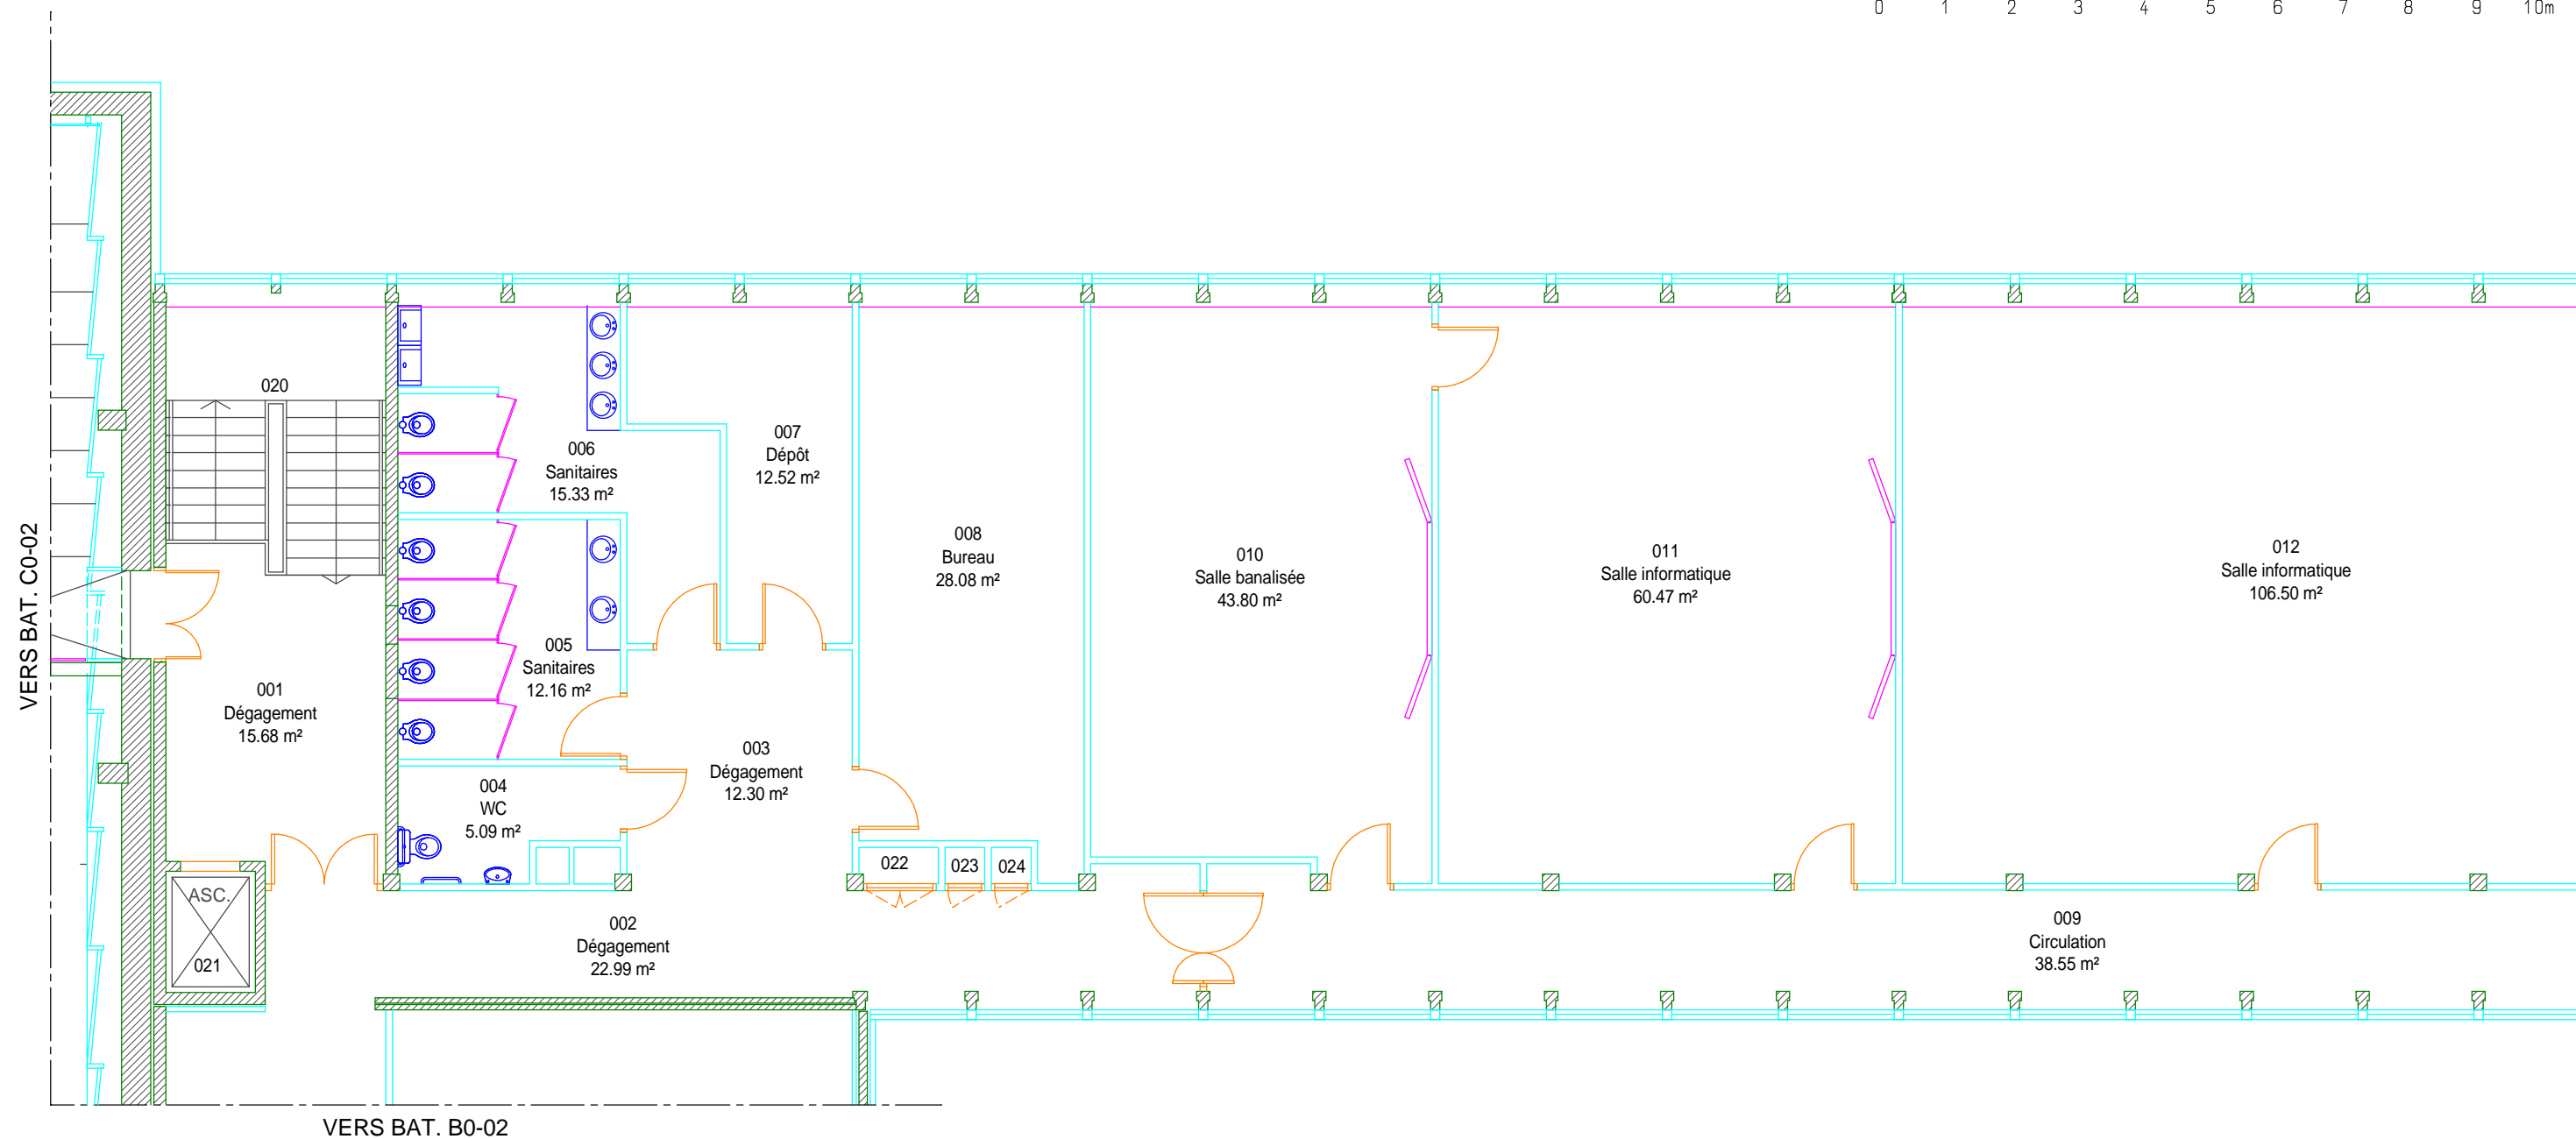 0 1 2 3 4 5 6 7 8 9 10m
020
007
Dépôt
12.52 m²
006
Sanitaires
15.33 m²
008
Bureau
28.08 m²
010
Salle banalisée
43.80 m²
011
Salle informatique
60.47 m²
012
Salle informatique
106.50 m²
VERS BAT. C0-02
005
Sanitaires
12.16 m²
001
Dégagement
15.68 m²
003
Dégagement
12.30 m²
004
WC
5.09 m²
022
023
024
ASC.
021
002
Dégagement
22.99 m²
009
Circulation
38.55 m²
VERS BAT. B0-02